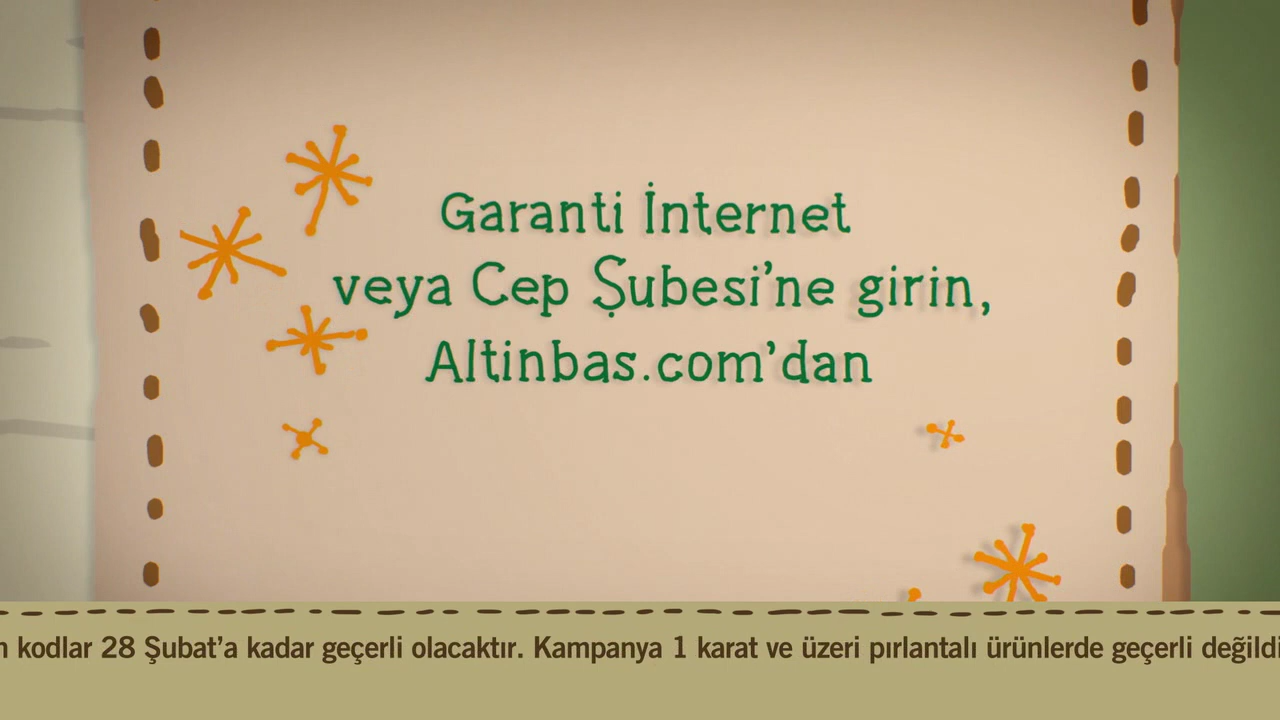 Garanti İnternet
veya Cep Şubesi'ne girin,
Altinbas.com'dan
kodlar 28 Şubat'a kadar geçerli olacaktır. Kampanya 1 karat ve üzeri pırlantalı ürünlerde geçerli